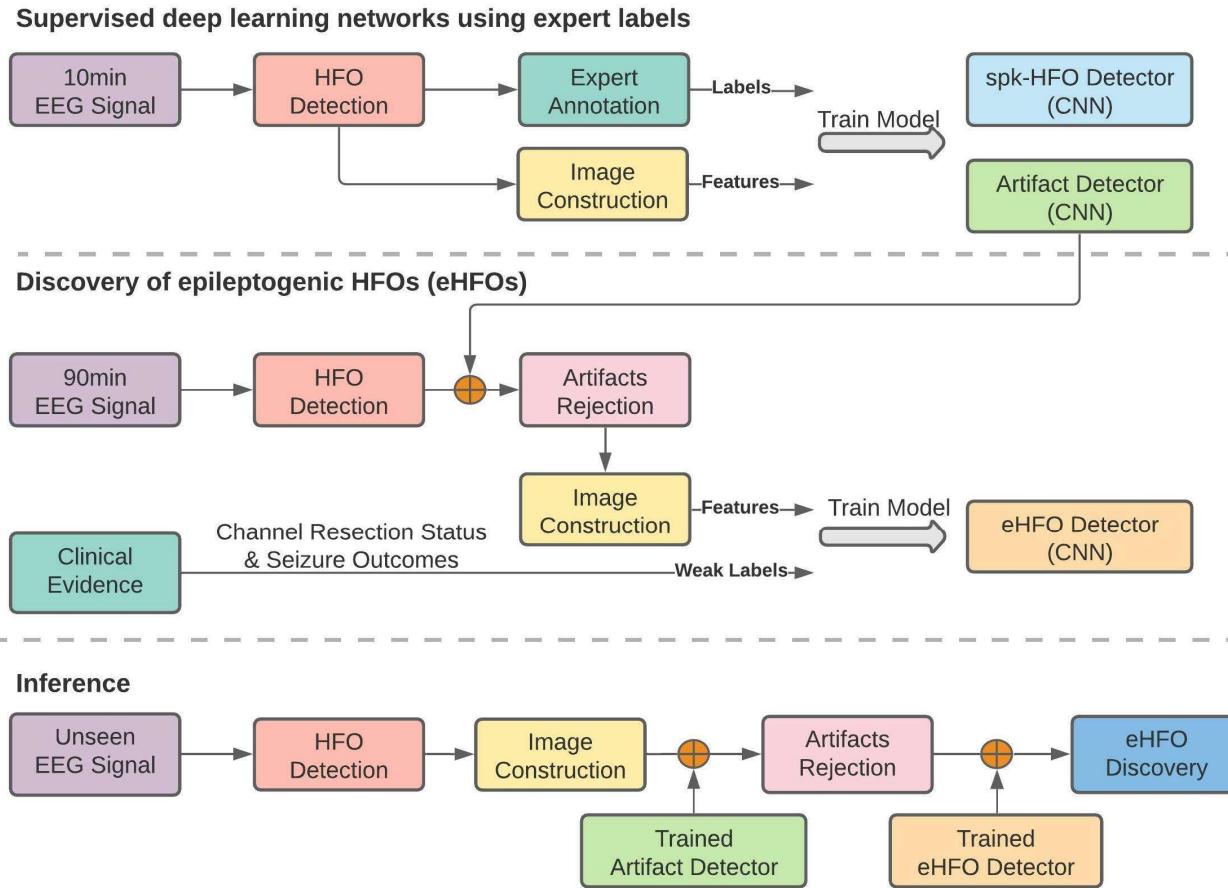 Supervised deep learning networks using expert labels
10min
EEG Signal
HFO
Detection
Expert
Annotation
Labels
Image
Construction
Features
Train Model
spk-HFO Detector
(CNN)
Artifact Detector
(CNN)
Discovery of epileptogenic HFOs (eHFOs)
90min
EEG Signal
HFO
Detection
Artifacts
Rejection
Image
Construction
Features
Clinical
Evidence
Channel Resection Status
& Seizure Outcomes
Weak Labels
Train Model
eHFO Detector
(CNN)
Inference
Unseen
EEG Signal
HFO
Detection
Image
Construction
Artifacts
Rejection
eHFO
Discovery
Trained
Artifact Detector
Trained
eHFO Detector